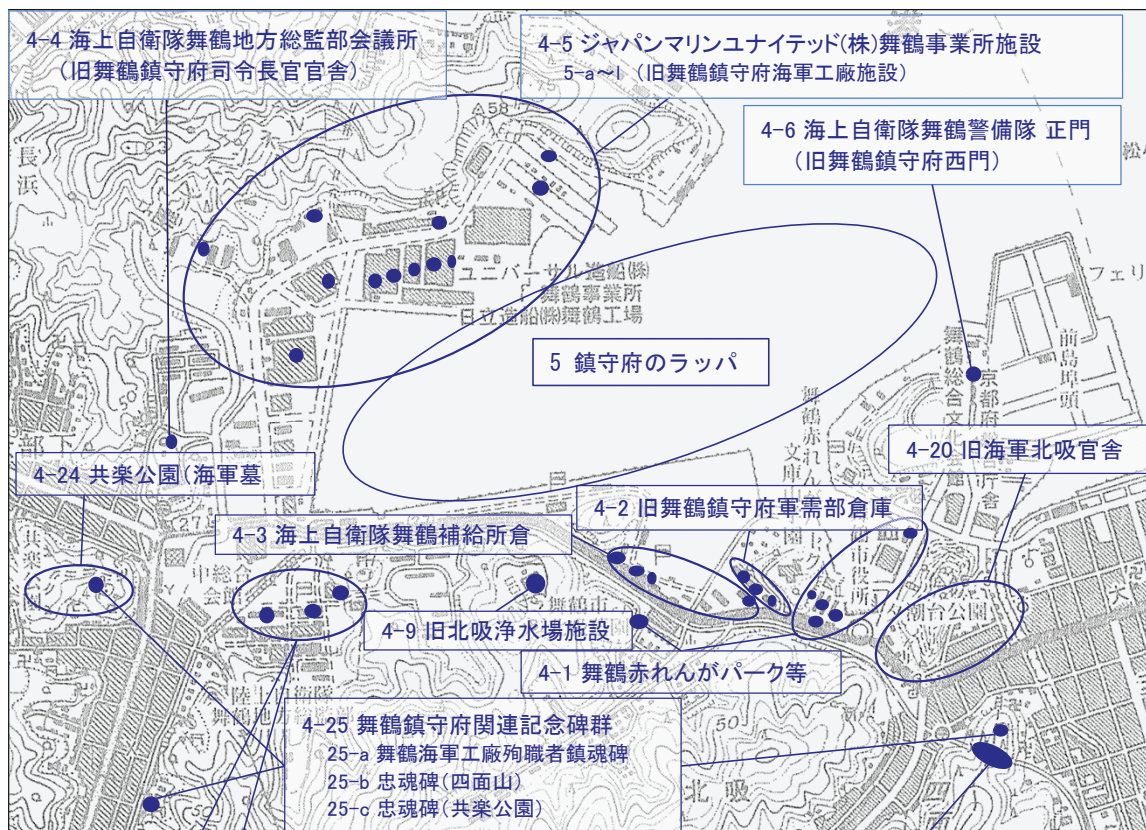 4-4 海上自衛隊舞鶴地方総監部会議所
(旧舞鶴鎮守府司令長官官舎)
4-5 ジャパンマリンユナイテッド(株)舞鶴事業所施設
5-a～l (旧舞鶴鎮守府海軍工廠施設)
4-6 海上自衛隊舞鶴警備隊 正門
(旧舞鶴鎮守府西門)
長浜
ユニバーサル造船(株)
舞鶴事業所
日立造船(株)舞鶴工場
フェリ
5 鎮守府のラッパ
前島埠頭
舞鶴総合文化会館
4-20 旧海軍北吸官舎
4-24 共楽公園(海軍墓
4-2 旧舞鶴鎮守府軍需部倉庫
4-3 海上自衛隊舞鶴補給所倉
4-9 旧北吸浄水場施設
4-1 舞鶴赤れんがパーク等
4-25 舞鶴鎮守府関連記念碑群
25-a 舞鶴海軍工廠殉職者鎮魂碑
25-b 忠魂碑(四面山)
25-c 忠魂碑(共楽公園)
50
北吸